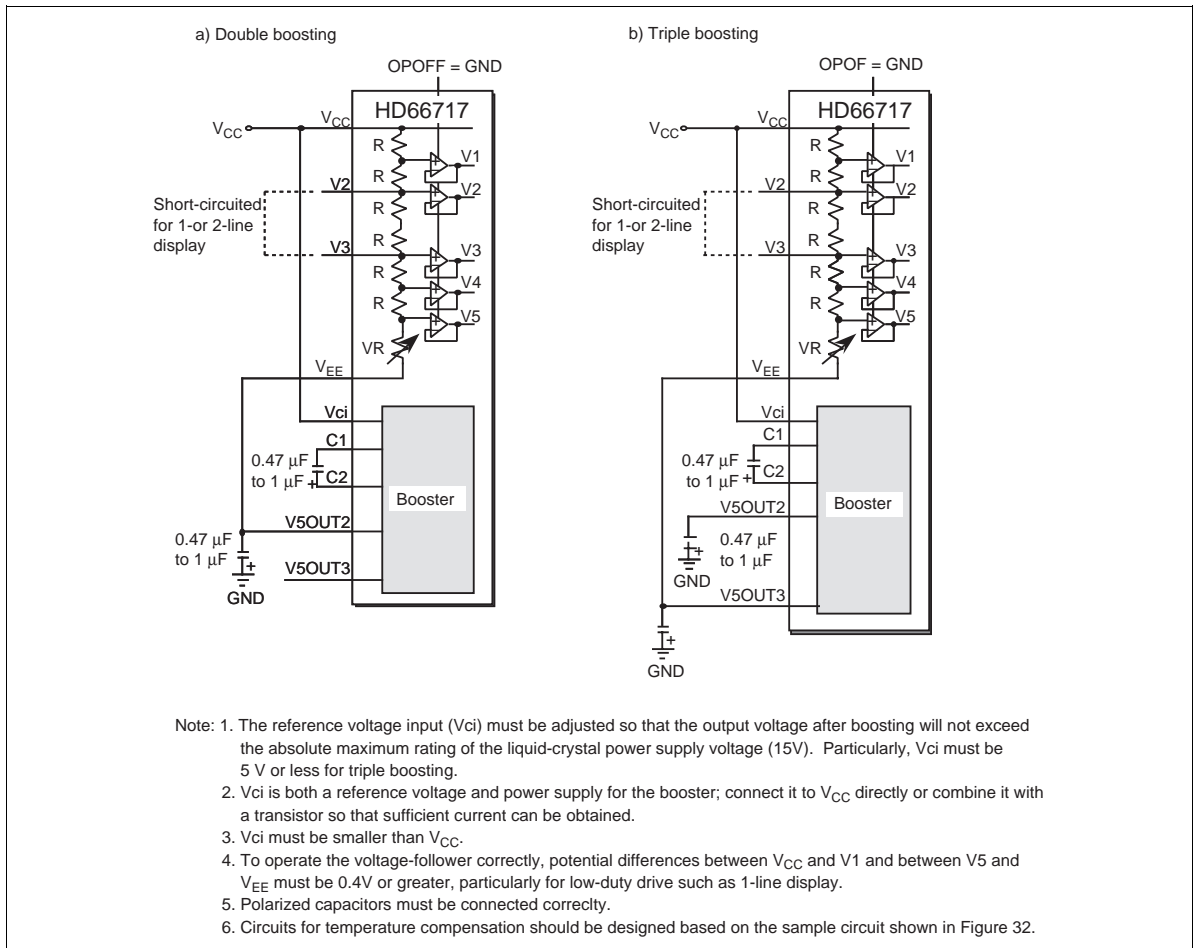 a) Double boosting
OPOFF = GND
HD66717
VCC
VCC
R
R
R
R
R
R
VR
V1
V2
V3
V4
V5
V2
V3
Short-circuited
for 1-or 2-line
display
VEE
Vci
C1
0.47 µF
to 1 µF
+
C2
Booster
V5OUT2
0.47 µF
to 1 µF
+
GND
V5OUT3
b) Triple boosting
OPOF = GND
HD66717
VCC
VCC
R
R
R
R
R
R
VR
V1
V2
V3
V4
V5
V2
V3
Short-circuited
for 1-or 2-line
display
VEE
Vci
C1
0.47 µF
to 1 µF
+
C2
Booster
V5OUT2
0.47 µF
to 1 µF
+
GND
V5OUT3
+
GND
Note: 1. The reference voltage input (Vci) must be adjusted so that the output voltage after boosting will not exceed
the absolute maximum rating of the liquid-crystal power supply voltage (15V). Particularly, Vci must be
5 V or less for triple boosting.
2. Vci is both a reference voltage and power supply for the booster; connect it to VCC directly or combine it with
a transistor so that sufficient current can be obtained.
3. Vci must be smaller than VCC.
4. To operate the voltage-follower correctly, potential differences between VCC and V1 and between V5 and
VEE must be 0.4V or greater, particularly for low-duty drive such as 1-line display.
5. Polarized capacitors must be connected correclty.
6. Circuits for temperature compensation should be designed based on the sample circuit shown in Figure 32.